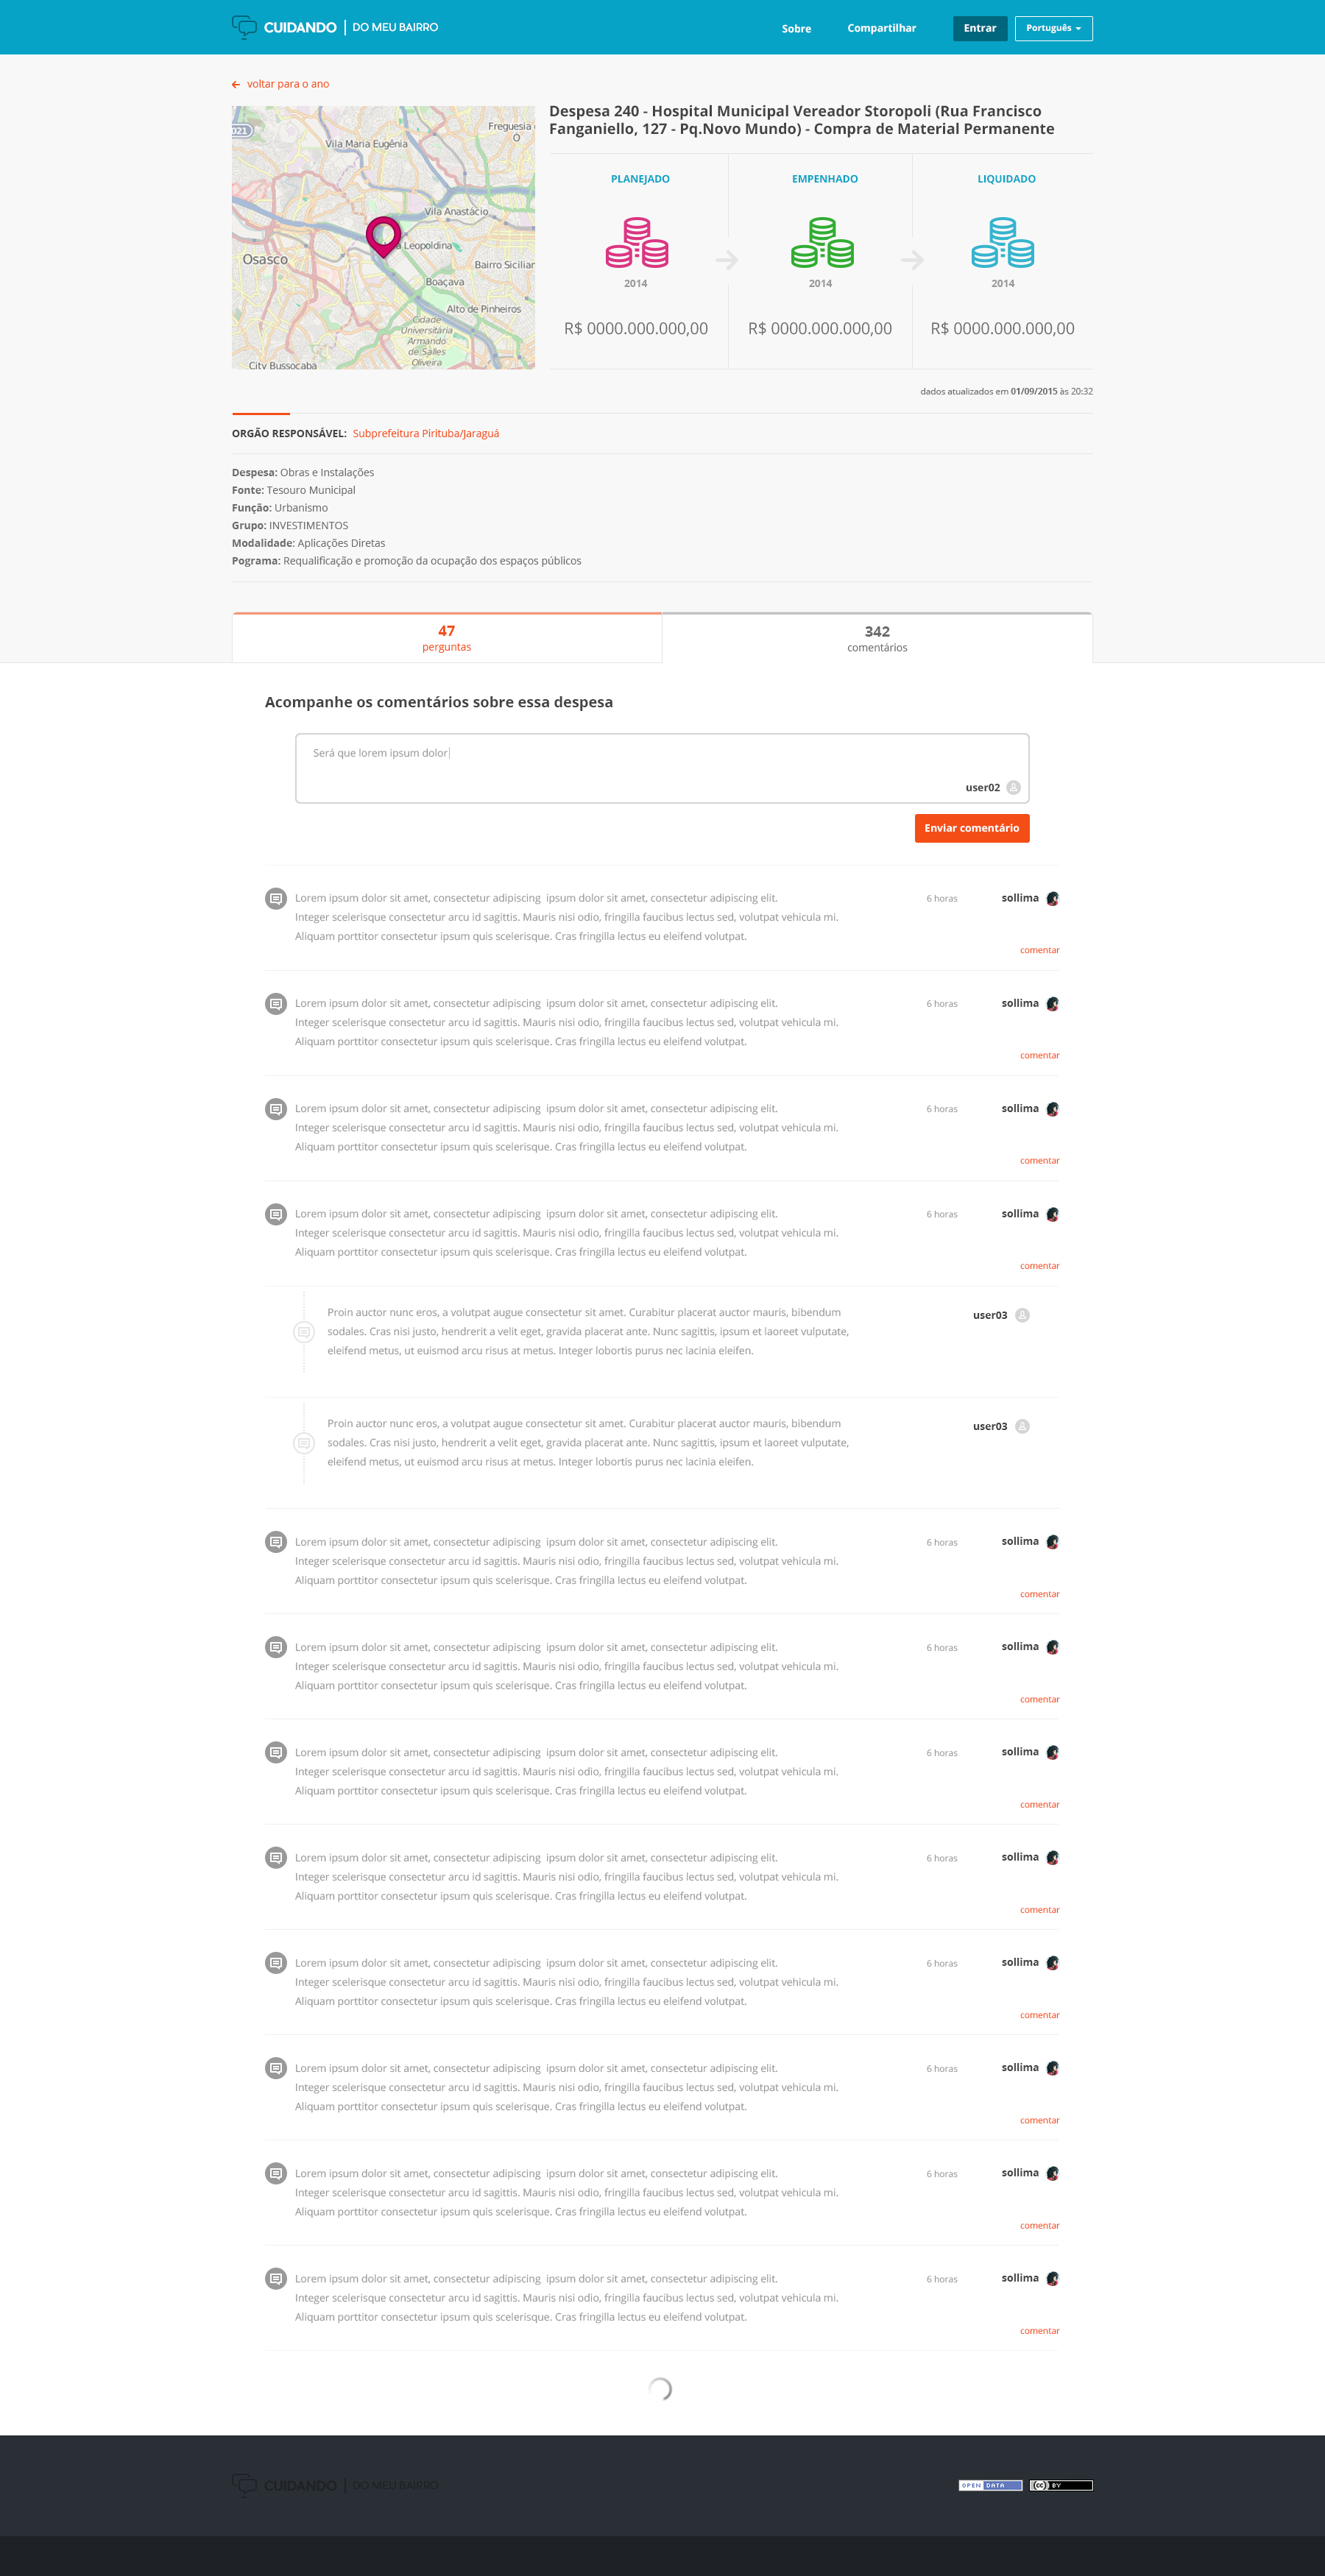 CUIDANDO | DO MEU BAIRRO
Sobre
Compartilhar
Entrar
Português
voltar para o ano
021
Freguesia
Ó
Vila Maria Eugênia
Vila Anastácio
Leopoldina
Osasco
Bairro Sicilian
Boaçava
Alto de Pinheiros
Cidade
Universitária
Armando
de Salles
Oliveira
City Bussocaba
Despesa 240 - Hospital Municipal Vereador Storopoli (Rua Francisco
Fanganiello, 127 - Pq.Novo Mundo) - Compra de Material Permanente
PLANEJADO
2014
R$ 0000.000.000,00
EMPENHADO
2014
R$ 0000.000.000,00
LIQUIDADO
2014
R$ 0000.000.000,00
dados atualizados em 01/09/2015 às 20:32
ORGÃO RESPONSÁVEL: Subprefeitura Pirituba/Jaraguá
Despesa: Obras e Instalações
Fonte: Tesouro Municipal
Função: Urbanismo
Grupo: INVESTIMENTOS
Modalidade: Aplicações Diretas
Pograma: Requalificação e promoção da ocupação dos espaços públicos
47
perguntas
342
comentários
Acompanhe os comentários sobre essa despesa
Será que lorem ipsum dolor
user02
Enviar comentário
Lorem ipsum dolor sit amet, consectetur adipiscing ipsum dolor sit amet, consectetur adipiscing elit.
Integer scelerisque consectetur arcu id sagittis. Mauris nisi odio, fringilla faucibus lectus sed, volutpat vehicula mi.
Aliquam porttitor consectetur ipsum quis scelerisque. Cras fringilla lectus eu eleifend volutpat.
6 horas
sollima
comentar
Lorem ipsum dolor sit amet, consectetur adipiscing ipsum dolor sit amet, consectetur adipiscing elit.
Integer scelerisque consectetur arcu id sagittis. Mauris nisi odio, fringilla faucibus lectus sed, volutpat vehicula mi.
Aliquam porttitor consectetur ipsum quis scelerisque. Cras fringilla lectus eu eleifend volutpat.
6 horas
sollima
comentar
Lorem ipsum dolor sit amet, consectetur adipiscing ipsum dolor sit amet, consectetur adipiscing elit.
Integer scelerisque consectetur arcu id sagittis. Mauris nisi odio, fringilla faucibus lectus sed, volutpat vehicula mi.
Aliquam porttitor consectetur ipsum quis scelerisque. Cras fringilla lectus eu eleifend volutpat.
6 horas
sollima
comentar
Lorem ipsum dolor sit amet, consectetur adipiscing ipsum dolor sit amet, consectetur adipiscing elit.
Integer scelerisque consectetur arcu id sagittis. Mauris nisi odio, fringilla faucibus lectus sed, volutpat vehicula mi.
Aliquam porttitor consectetur ipsum quis scelerisque. Cras fringilla lectus eu eleifend volutpat.
6 horas
sollima
comentar
Proin auctor nunc eros, a volutpat augue consectetur sit amet. Curabitur placerat auctor mauris, bibendum
sodales. Cras nisi justo, hendrerit a velit eget, gravida placerat ante. Nunc sagittis, ipsum et laoreet vulputate,
eleifend metus, ut euismod arcu risus at metus. Integer lobortis purus nec lacinia eleifen.
user03
Proin auctor nunc eros, a volutpat augue consectetur sit amet. Curabitur placerat auctor mauris, bibendum
sodales. Cras nisi justo, hendrerit a velit eget, gravida placerat ante. Nunc sagittis, ipsum et laoreet vulputate,
eleifend metus, ut euismod arcu risus at metus. Integer lobortis purus nec lacinia eleifen.
user03
Lorem ipsum dolor sit amet, consectetur adipiscing ipsum dolor sit amet, consectetur adipiscing elit.
Integer scelerisque consectetur arcu id sagittis. Mauris nisi odio, fringilla faucibus lectus sed, volutpat vehicula mi.
Aliquam porttitor consectetur ipsum quis scelerisque. Cras fringilla lectus eu eleifend volutpat.
6 horas
sollima
comentar
Lorem ipsum dolor sit amet, consectetur adipiscing ipsum dolor sit amet, consectetur adipiscing elit.
Integer scelerisque consectetur arcu id sagittis. Mauris nisi odio, fringilla faucibus lectus sed, volutpat vehicula mi.
Aliquam porttitor consectetur ipsum quis scelerisque. Cras fringilla lectus eu eleifend volutpat.
6 horas
sollima
comentar
Lorem ipsum dolor sit amet, consectetur adipiscing ipsum dolor sit amet, consectetur adipiscing elit.
Integer scelerisque consectetur arcu id sagittis. Mauris nisi odio, fringilla faucibus lectus sed, volutpat vehicula mi.
Aliquam porttitor consectetur ipsum quis scelerisque. Cras fringilla lectus eu eleifend volutpat.
6 horas
sollima
comentar
Lorem ipsum dolor sit amet, consectetur adipiscing ipsum dolor sit amet, consectetur adipiscing elit.
Integer scelerisque consectetur arcu id sagittis. Mauris nisi odio, fringilla faucibus lectus sed, volutpat vehicula mi.
Aliquam porttitor consectetur ipsum quis scelerisque. Cras fringilla lectus eu eleifend volutpat.
6 horas
sollima
comentar
Lorem ipsum dolor sit amet, consectetur adipiscing ipsum dolor sit amet, consectetur adipiscing elit.
Integer scelerisque consectetur arcu id sagittis. Mauris nisi odio, fringilla faucibus lectus sed, volutpat vehicula mi.
Aliquam porttitor consectetur ipsum quis scelerisque. Cras fringilla lectus eu eleifend volutpat.
6 horas
sollima
comentar
Lorem ipsum dolor sit amet, consectetur adipiscing ipsum dolor sit amet, consectetur adipiscing elit.
Integer scelerisque consectetur arcu id sagittis. Mauris nisi odio, fringilla faucibus lectus sed, volutpat vehicula mi.
Aliquam porttitor consectetur ipsum quis scelerisque. Cras fringilla lectus eu eleifend volutpat.
6 horas
sollima
comentar
Lorem ipsum dolor sit amet, consectetur adipiscing ipsum dolor sit amet, consectetur adipiscing elit.
Integer scelerisque consectetur arcu id sagittis. Mauris nisi odio, fringilla faucibus lectus sed, volutpat vehicula mi.
Aliquam porttitor consectetur ipsum quis scelerisque. Cras fringilla lectus eu eleifend volutpat.
6 horas
sollima
comentar
Lorem ipsum dolor sit amet, consectetur adipiscing ipsum dolor sit amet, consectetur adipiscing elit.
Integer scelerisque consectetur arcu id sagittis. Mauris nisi odio, fringilla faucibus lectus sed, volutpat vehicula mi.
Aliquam porttitor consectetur ipsum quis scelerisque. Cras fringilla lectus eu eleifend volutpat.
6 horas
sollima
comentar
CUIDANDO | DO MEU BAIRRO
OPEN DATA
cc BY